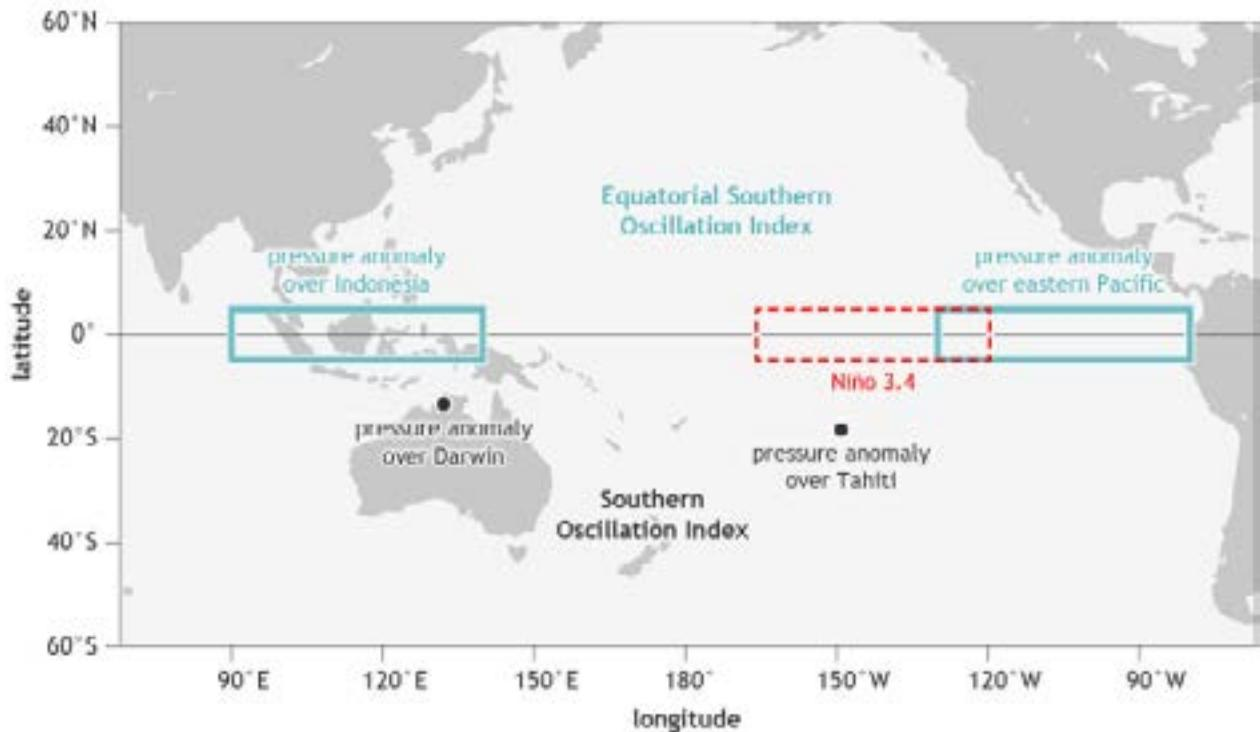 60°N
40°N
20°N
0°
20°S
40°S
60°S
latitude
Equatorial Southern
Oscillation Index
pressure anomaly
over Indonesia
pressure anomaly
over eastern Pacific
Niño 3.4
pressure anomaly
over Darwin
pressure anomaly
over Tahiti
Southern
Oscillation Index
90°E
120°E
150°E
180°
150°W
120°W
90°W
longitude